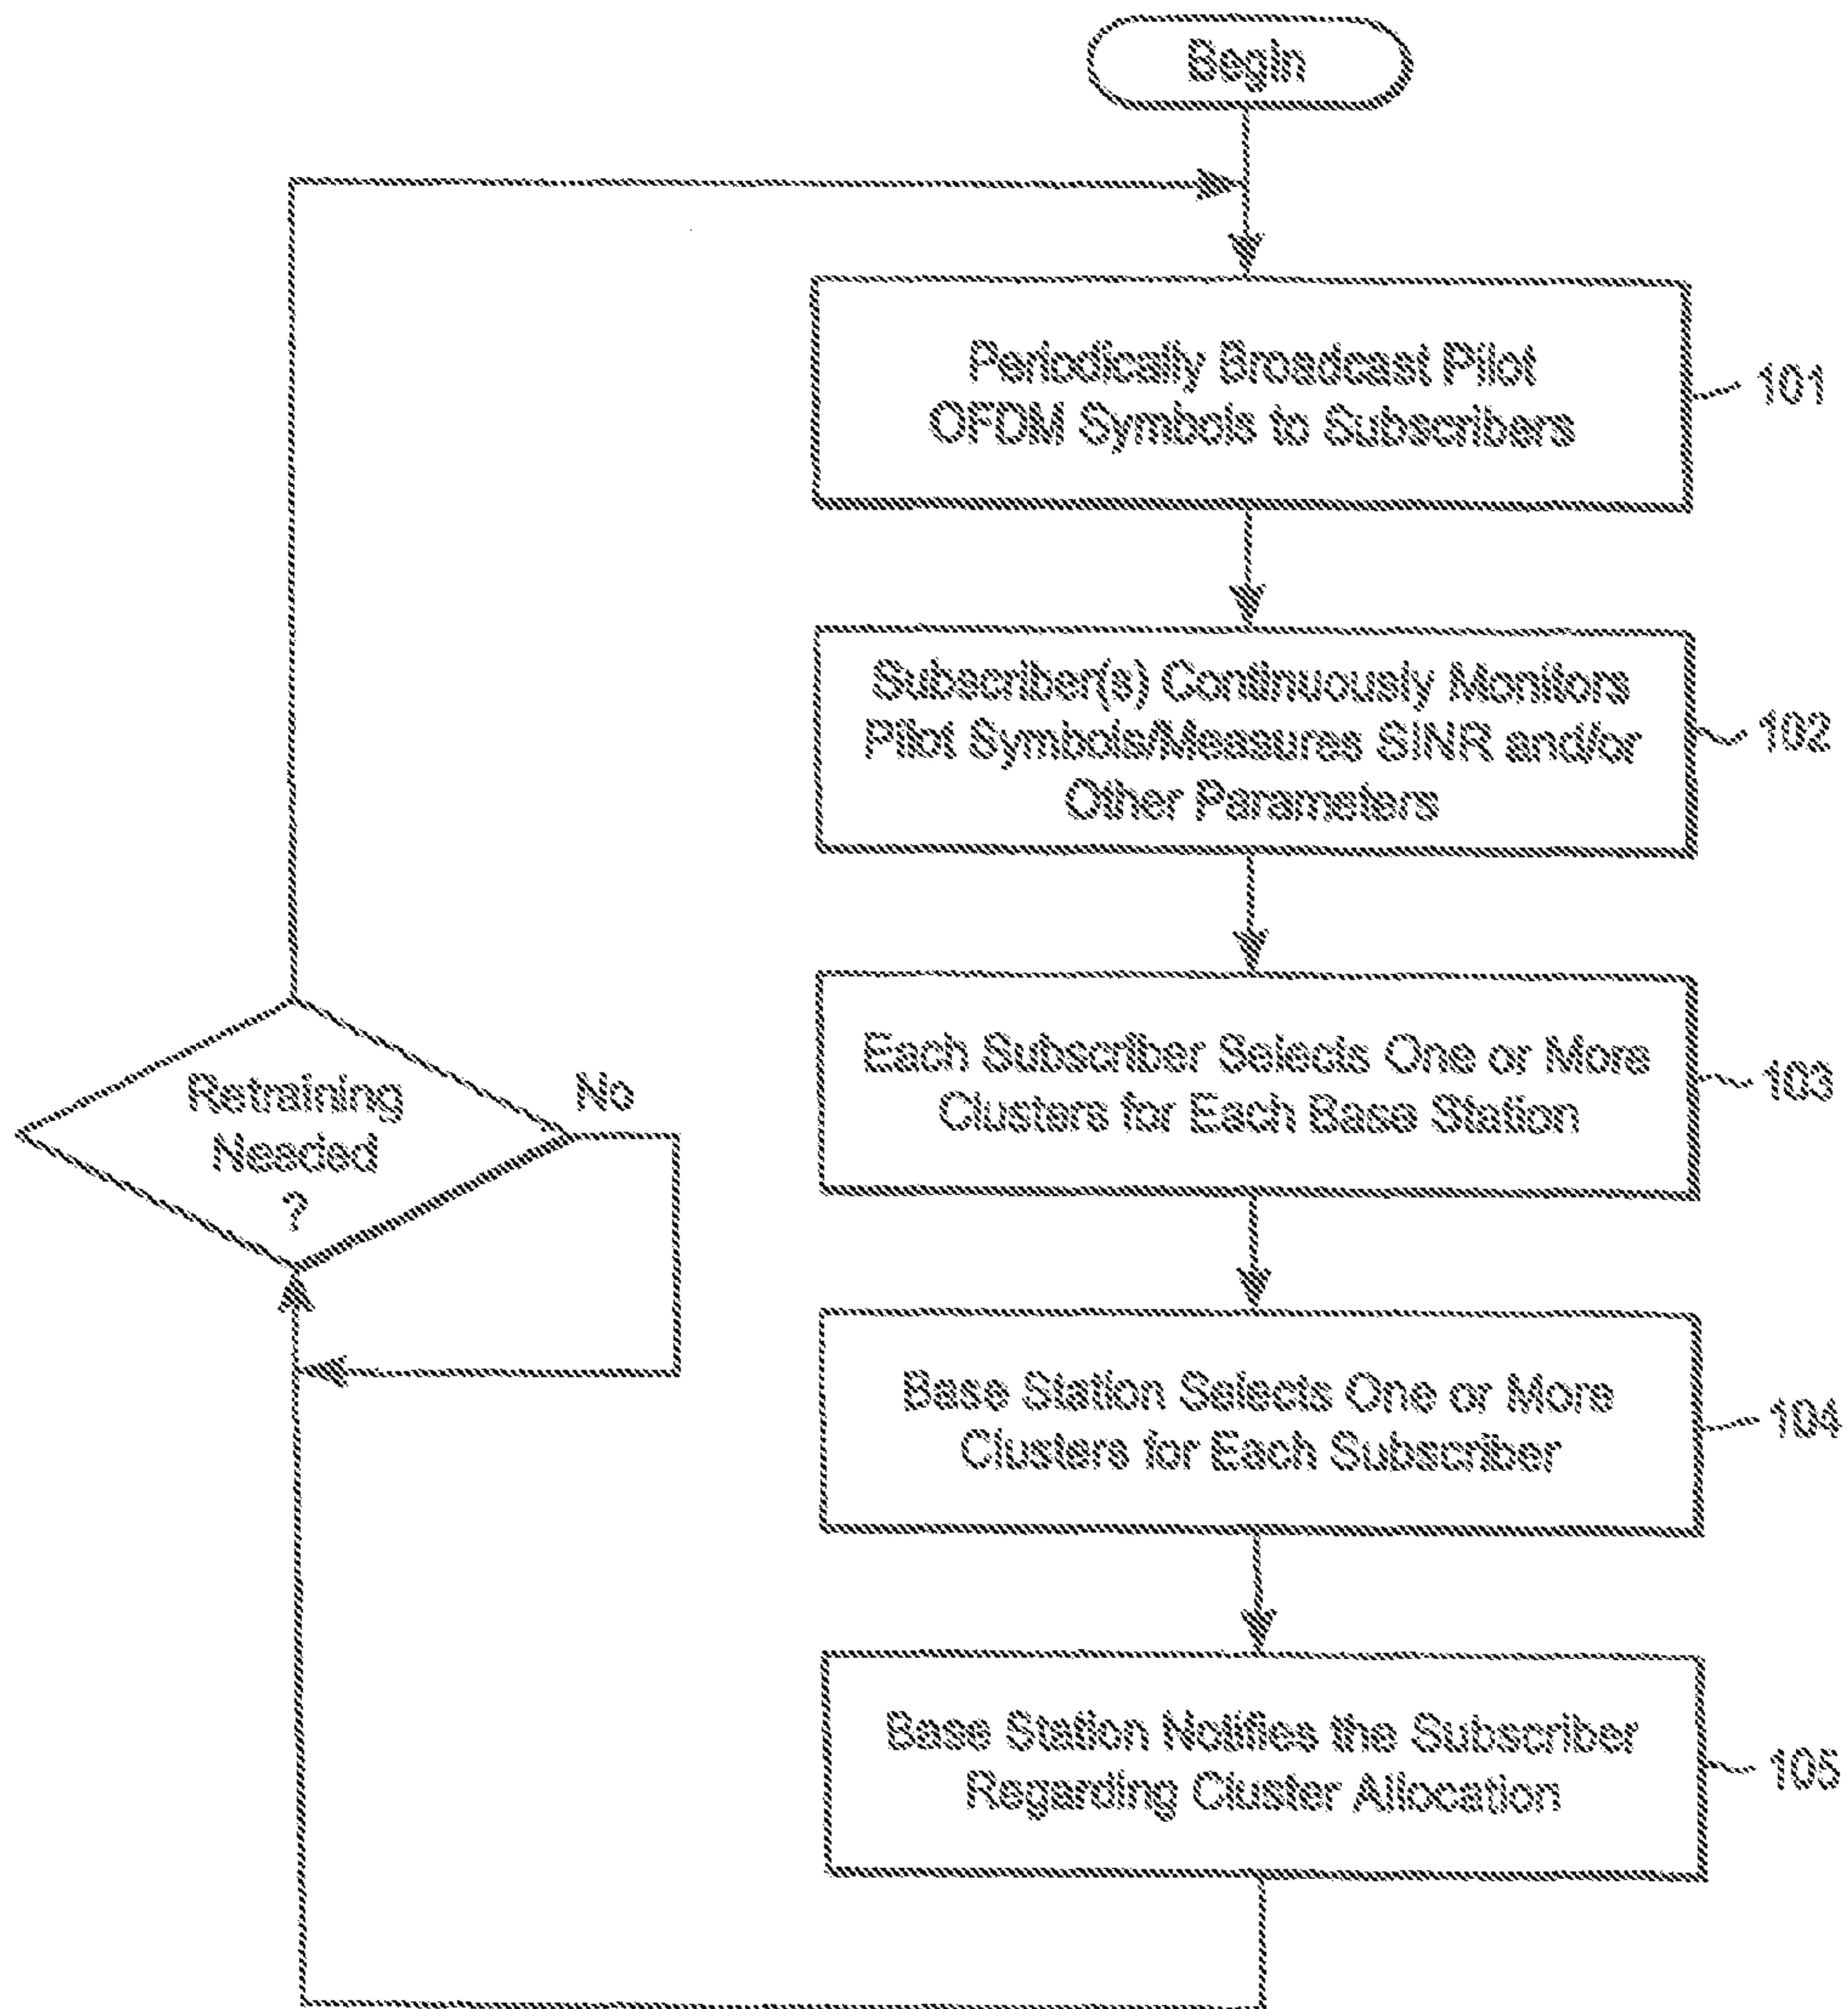 Begin
Periodically Broadcast Pilot
OFDM Symbols to Subscribers
101
Subscriber(s) Continuously Monitors
Pilot Symbols/Measures SINR and/or
Other Parameters
102
Each Subscriber Selects One or More
Clusters for Each Base Station
103
Retraining
Needed
?
No
Base Station Selects One or More
Clusters for Each Subscriber
104
Base Station Notifies the Subscriber
Regarding Cluster Allocation
105